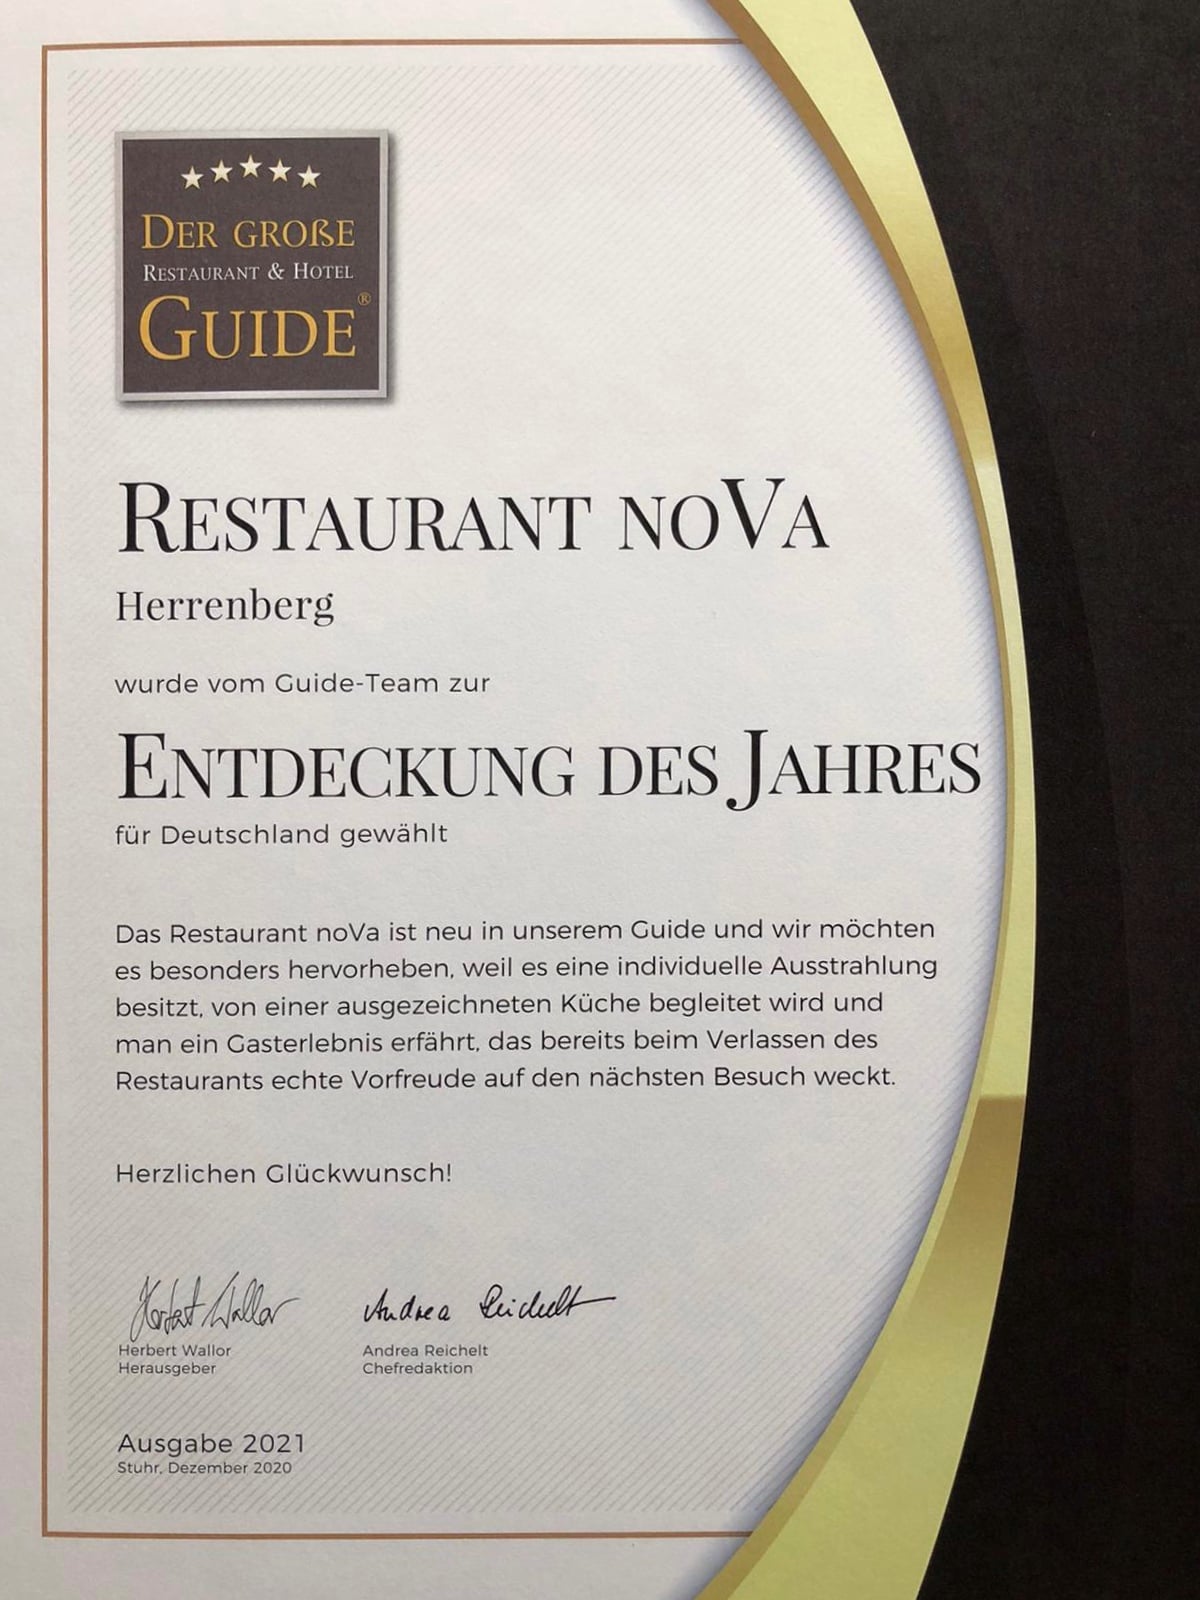 DER GROßE
RESTAURANT & HOTEL
GUIDE®
RESTAURANT NOVA
Herrenberg
wurde vom Guide-Team zur
ENTDECKUNG DES JAHRES
für Deutschland gewählt
Das Restaurant noVa ist neu in unserem Guide und wir möchten
es besonders hervorheben, weil es eine individuelle Ausstrahlung
besitzt, von einer ausgezeichneten Küche begleitet wird und
man ein Gasterlebnis erfährt, das bereits beim Verlassen des
Restaurants echte Vorfreude auf den nächsten Besuch weckt.
Herzlichen Glückwunsch!
Herbert Wallor Andrea Reichelt
Herbert Wallor Andrea Reichelt
Herausgeber Chefredaktion
Ausgabe 2021
Stuhr, Dezember 2020